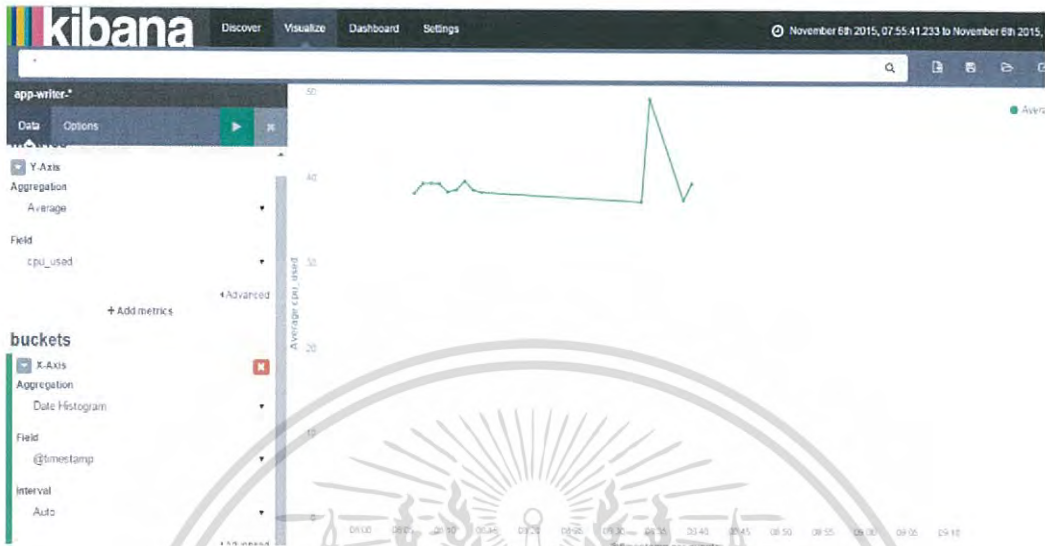 kibana
Discover Visualize Dashboard Settings
November 6th 2015, 07:55:41.233 to November 6th 2015,
*
app-writer-*
Data Options
metrics
Y-Axis
Aggregation
Average
Field
cpu_used
Advanced
+ Add metrics
buckets
X-Axis
Aggregation
Date Histogram
Field
@timestamp
Interval
Auto
Advanced
50
40
30
20
10
0
Average cpu_used
08:00 08:05 08:10 08:15 08:20 08:25 08:30 08:35 08:40 08:45 08:50 08:55 09:00 09:05 09:10
Avera